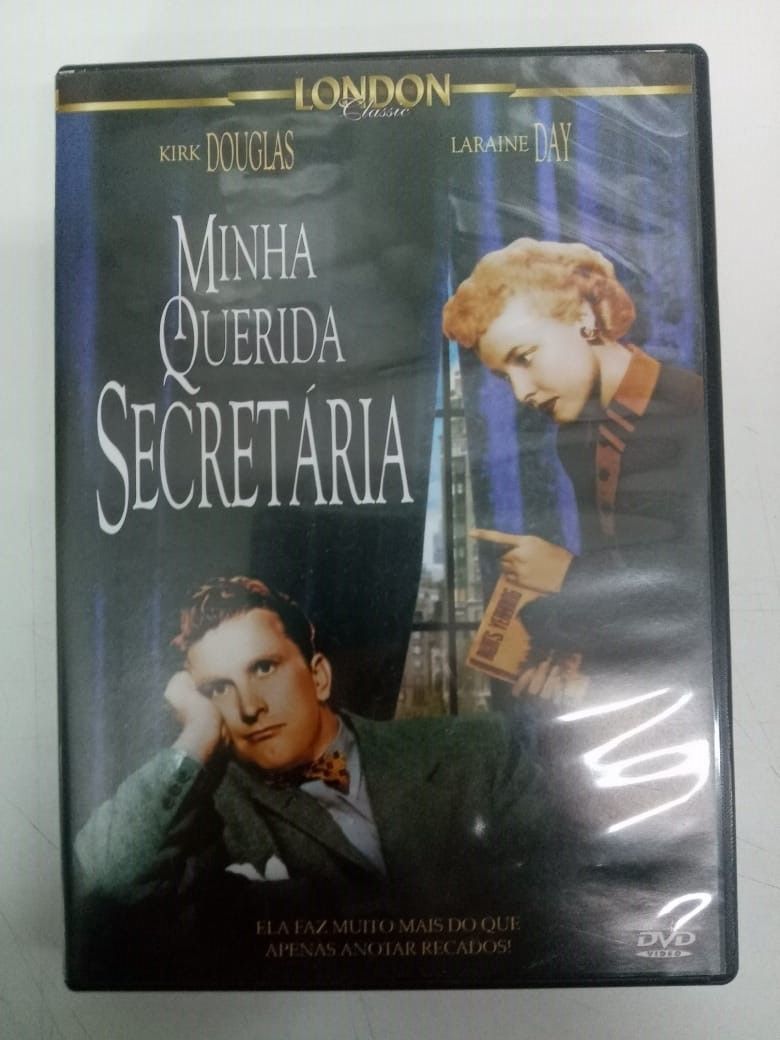 LONDON
Classic
KIRK DOUGLAS
LARAINE DAY
MINHA
QUERIDA
SECRETÁRIA
ELA FAZ MUITO MAIS DO QUE
APENAS ANOTAR RECADOS!
DVD
VIDEO